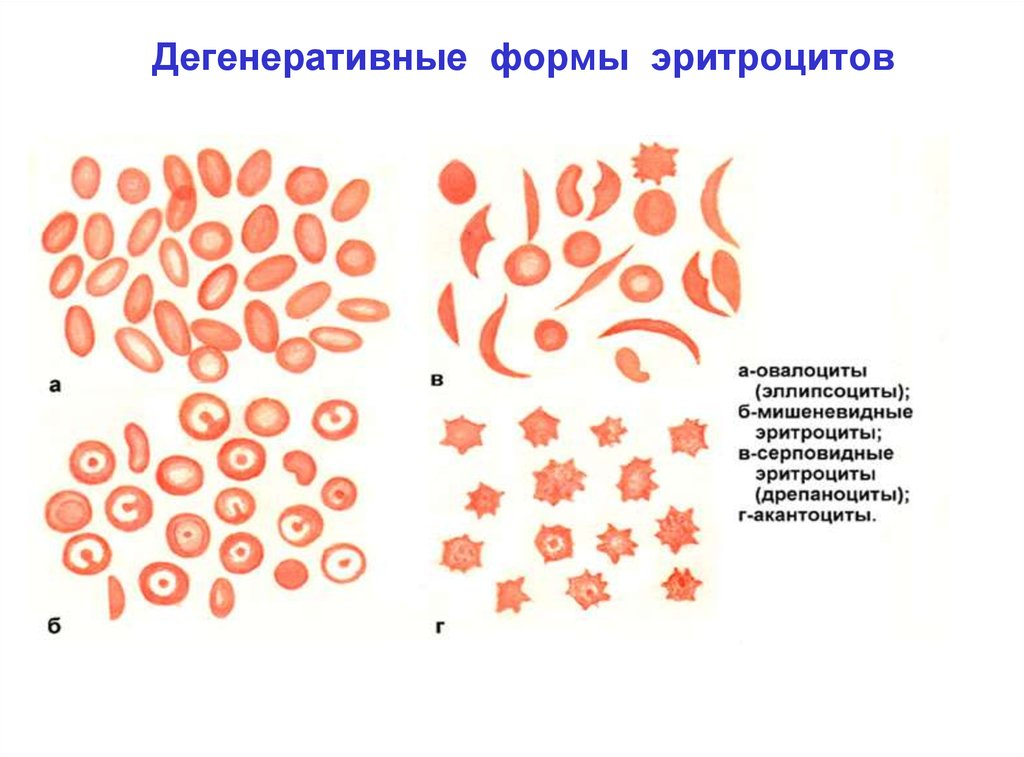 Дегенеративные формы эритроцитов
а
в
а-овалоциты
(эллипсоциты);
б-мишеневидные
эритроциты;
в-серповидные
эритроциты
(дрепаноциты);
г-акантоциты.
б
г